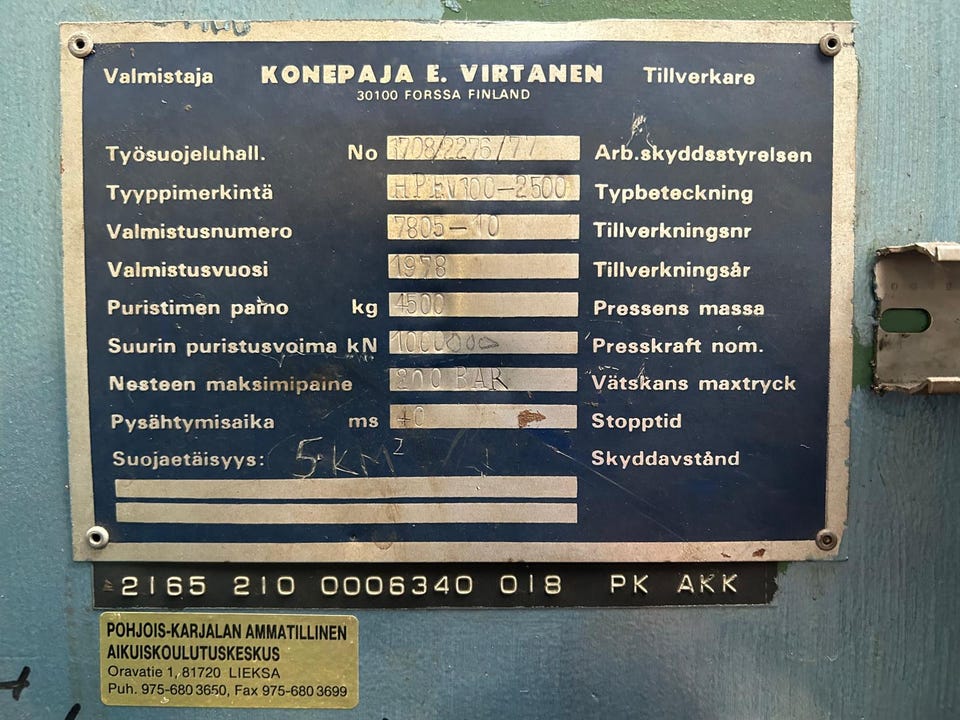 Valmistaja KONEPAJA E. VIRTANEN Tillverkare
30100 FORSSA FINLAND
Työsuojeluhall. No 1708/2276/77 Arb.skyddsstyrelsen
Tyyppimerkintä HPEV100-2500 Typbeteckning
Valmistusnumero 7805-10 Tillverkningsnr
Valmistusvuosi 1978 Tillverkningsår
Puristimen paino kg 4500 Pressens massa
Suurin puristusvoima kN Presskraft nom.
Nesteen maksimipaine 200 BAR Vätskans maxtryck
Pysähtymisaika ms Stopptid
Suojaetäisyys: 5 KM² Skyddavstånd
2165 210 0006340 018 PK AKK
POHJOIS-KARJALAN AMMATILLINEN
AIKUISKOULUTUSKESKUS
Oravatie 1, 81720 LIEKSA
Puh. 975-680 3650, Fax 975-680 3699